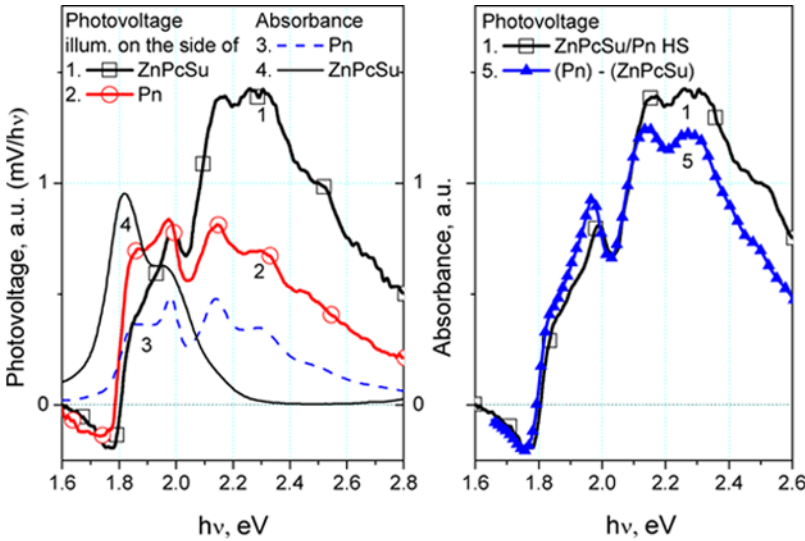 Photovoltage
illum. on the side of
1. ZnPcSu
2. Pn
Absorbance
3. Pn
4. ZnPcSu
Photovoltage, a.u. (mV/hν)
1
0
1
2
3
4
1
0
1.6 1.8 2.0 2.2 2.4 2.6 2.8
hν, eV
Photovoltage
1. ZnPcSu/Pn HS
5. (Pn) - (ZnPcSu)
Absorbance, a.u.
1
5
1.6 1.8 2.0 2.2 2.4 2.6
hν, eV